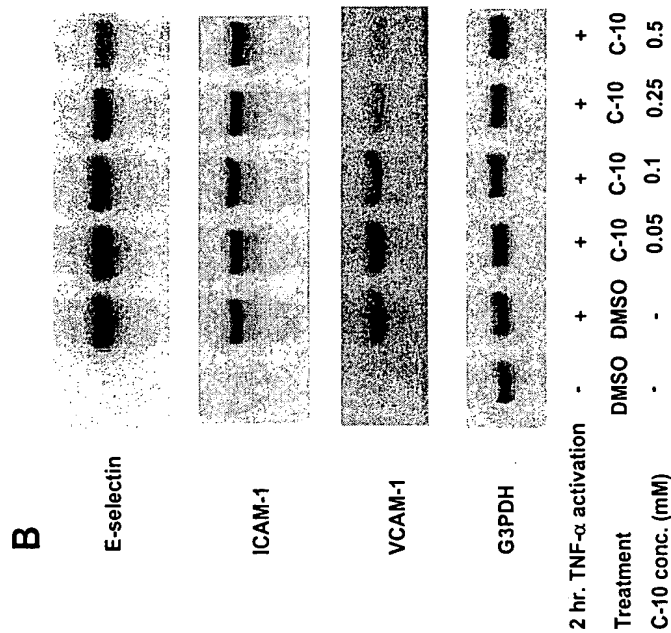 B
E-selectin
ICAM-1
VCAM-1
G3PDH
2 hr. TNF-α activation - + + + + +
Treatment DMSO DMSO C-10 C-10 C-10 C-10
C-10 conc. (mM) - - 0.05 0.1 0.25 0.5